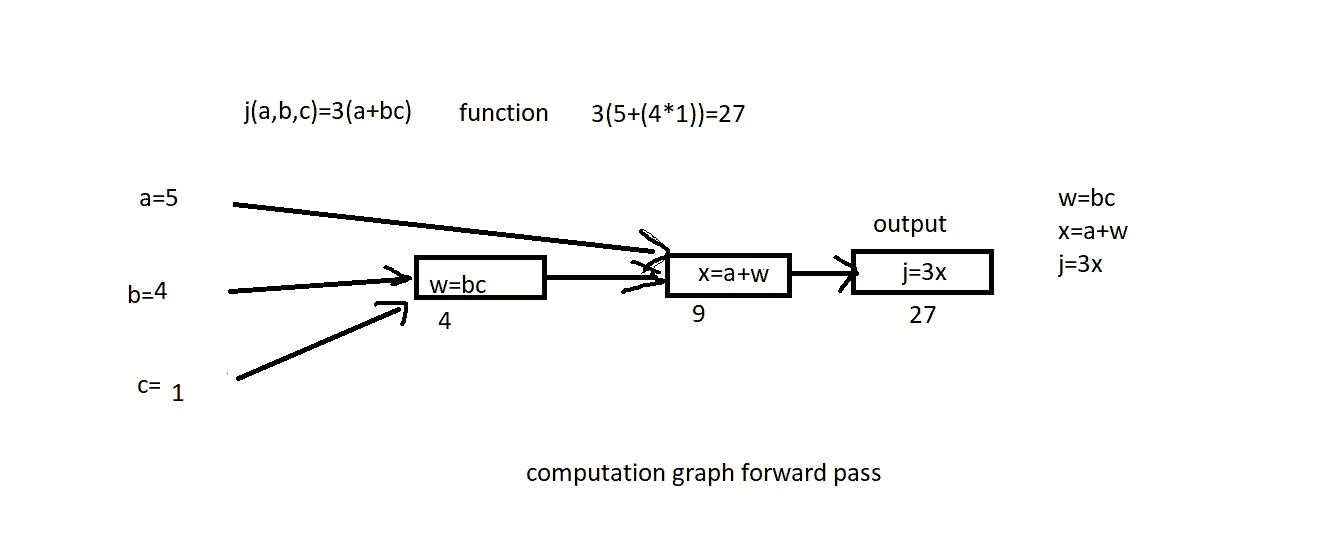 j(a,b,c)=3(a+bc) function 3(5+(4*1))=27
a=5
w=bc
output
x=a+w
b=4
w=bc
x=a+w
j=3x
j=3x
4
9
27
c= 1
computation graph forward pass